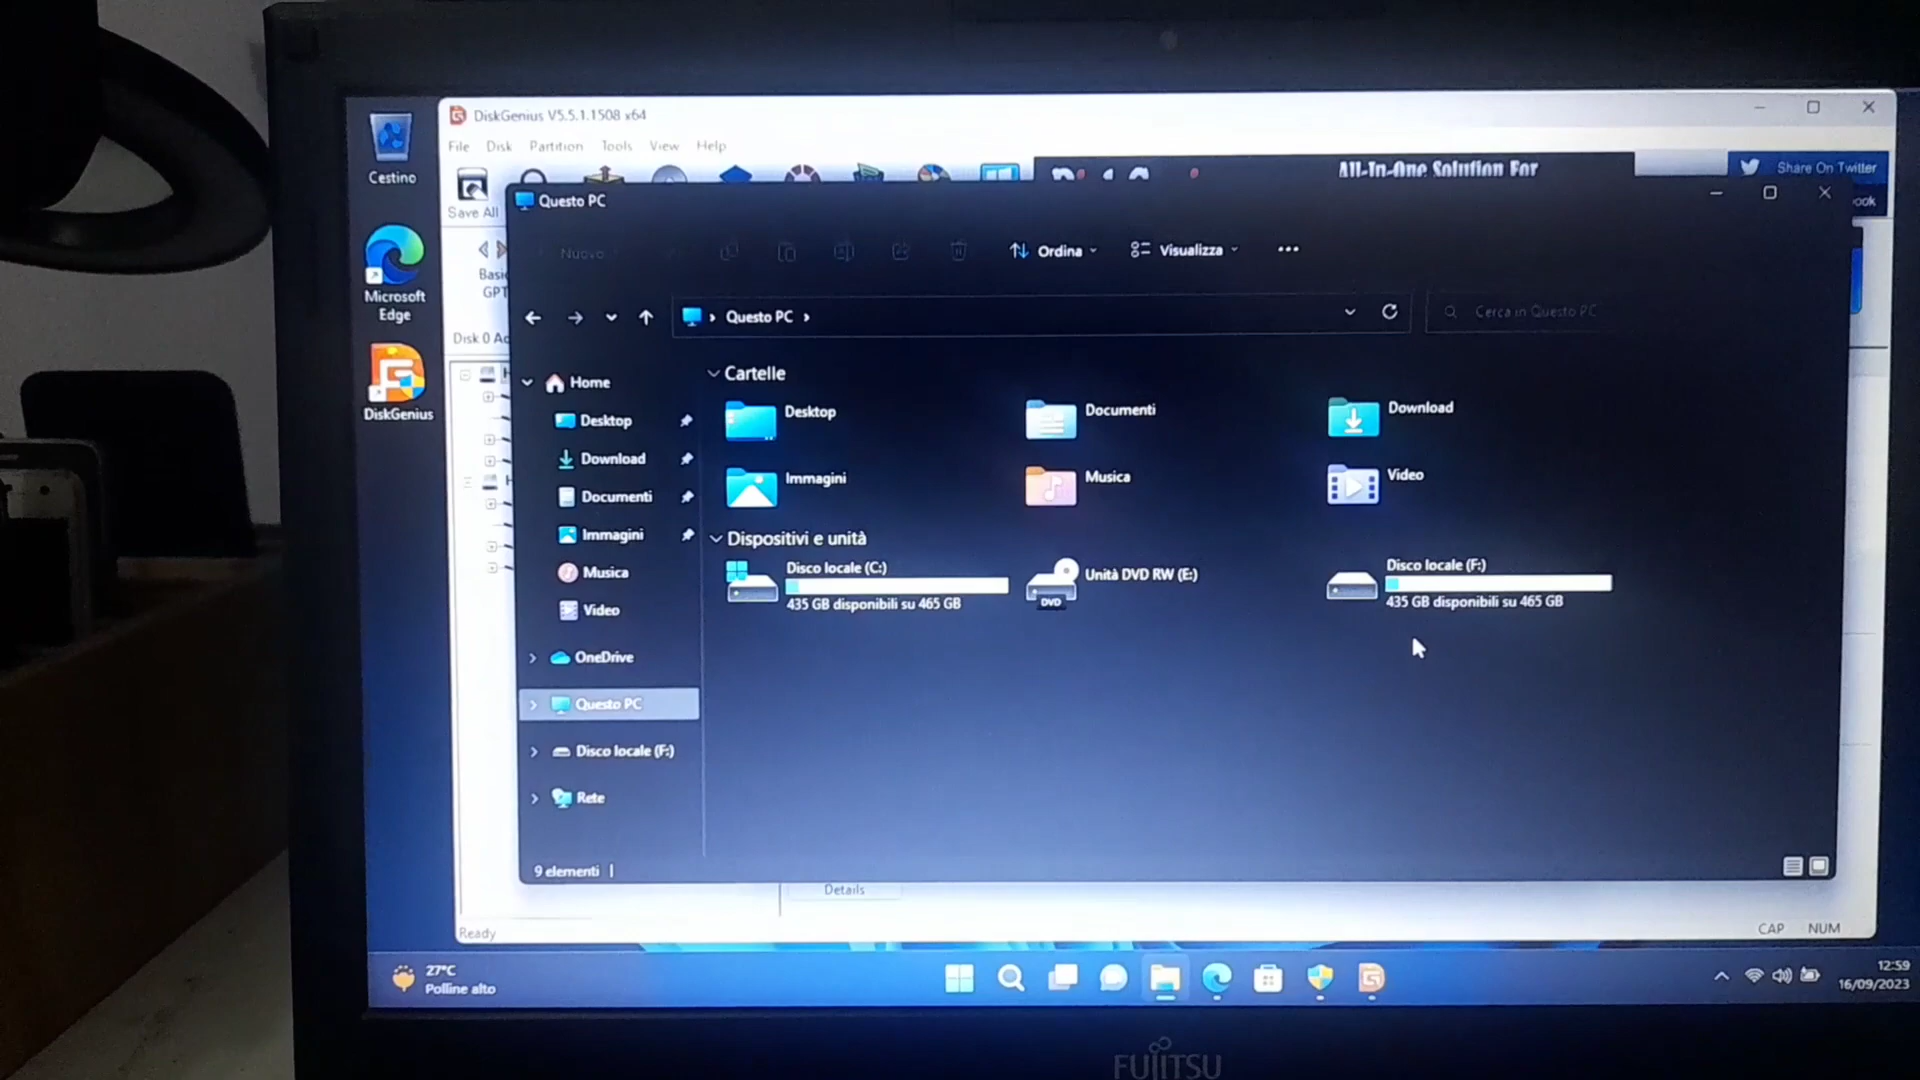 Cestino
Microsoft
Edge
DiskGenius
DiskGenius V5.5.1.1508 x64
File Disk Partition Tools View Help
Save All
All-In-One Solution For
Share On Twitter
ook
Basi
GPT
Disk 0 Ad
Questo PC
Nuovo
Ordina
Visualizza
Questo PC
Cerca in Questo PC
Home
Desktop
Download
Documenti
Immagini
Musica
Video
OneDrive
Questo PC
Disco locale (F:)
Rete
Cartelle
Desktop
Documenti
Download
Immagini
Musica
Video
Dispositivi e unità
Disco locale (C:)
435 GB disponibili su 465 GB
DVD
Unità DVD RW (E:)
Disco locale (F:)
435 GB disponibili su 465 GB
9 elementi
Details
Ready
CAP NUM
27°C
Polline alto
12:59
16/09/2023
FUJITSU